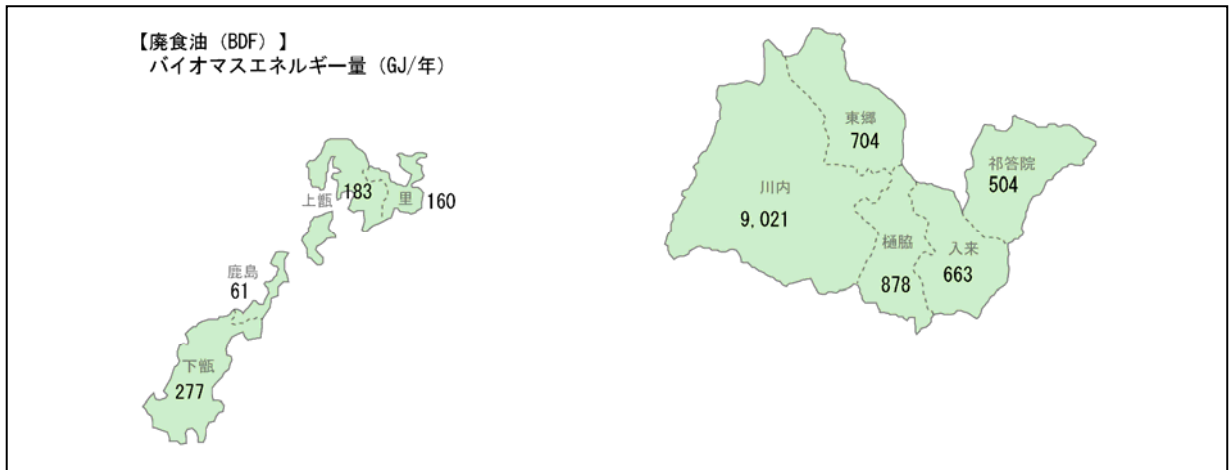 【廃食油（BDF）】
バイオマスエネルギー量（GJ/年）
東郷
704
祁答院
504
川内
9,021
樋脇
878
入来
663
上甑
183
里
160
鹿島
61
下甑
277